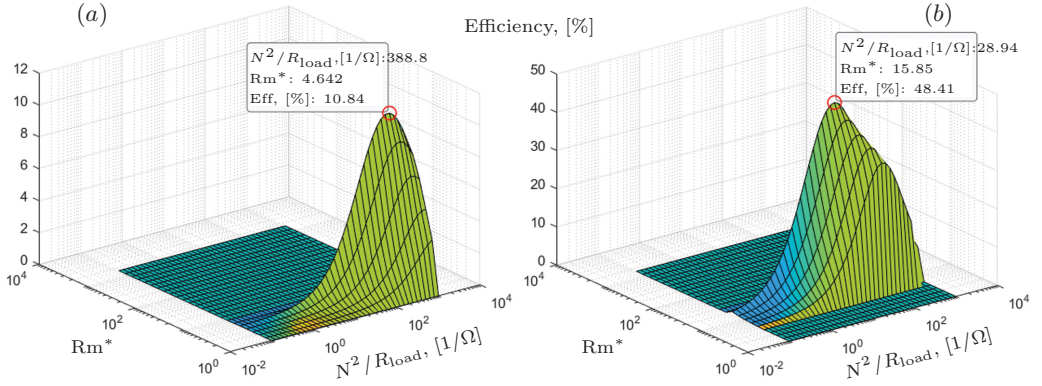 (a)
Efficiency, [%]
(b)
N²/R_load,[1/Ω]:388.8
Rm*: 4.642
Eff, [%]: 10.84
N²/R_load,[1/Ω]:28.94
Rm*: 15.85
Eff, [%]: 48.41
12
10
8
6
4
2
0
10⁴
10²
10⁰
Rm*
10⁻²
10⁰
10²
10⁴
N²/R_load, [1/Ω]
50
40
30
20
10
0
10⁴
10²
10⁰
Rm*
10⁻²
10⁰
10²
10⁴
N²/R_load, [1/Ω]